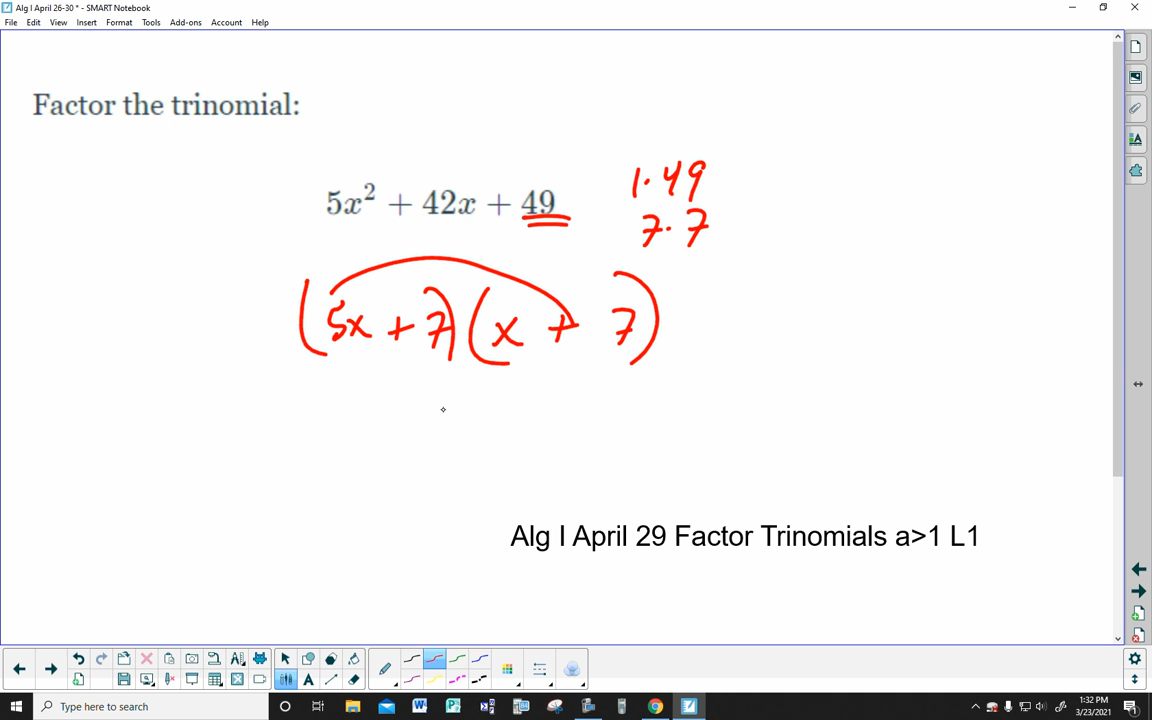 Alg I April 26-30 * - SMART Notebook
File Edit View Insert Format Tools Add-ons Account Help
Factor the trinomial:
5x² + 42x + 49
1·49
7·7
(5x + 7)(x + 7)
Alg I April 29 Factor Trinomials a>1 L1
Type here to search
1:32 PM
3/23/2021